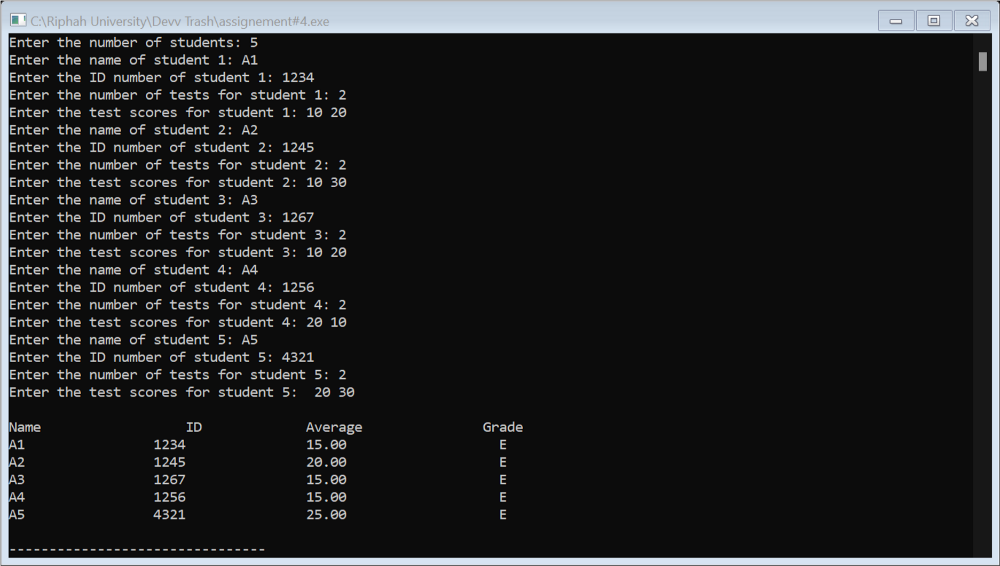 C:\Riphah University\Devv Trash\assignement#4.exe
Enter the number of students: 5
Enter the name of student 1: A1
Enter the ID number of student 1: 1234
Enter the number of tests for student 1: 2
Enter the test scores for student 1: 10 20
Enter the name of student 2: A2
Enter the ID number of student 2: 1245
Enter the number of tests for student 2: 2
Enter the test scores for student 2: 10 30
Enter the name of student 3: A3
Enter the ID number of student 3: 1267
Enter the number of tests for student 3: 2
Enter the test scores for student 3: 10 20
Enter the name of student 4: A4
Enter the ID number of student 4: 1256
Enter the number of tests for student 4: 2
Enter the test scores for student 4: 20 10
Enter the name of student 5: A5
Enter the ID number of student 5: 4321
Enter the number of tests for student 5: 2
Enter the test scores for student 5:  20 30
Name                  ID             Average               Grade
A1                1234               15.00                   E
A2                1245               20.00                   E
A3                1267               15.00                   E
A4                1256               15.00                   E
A5                4321               25.00                   E
--------------------------------